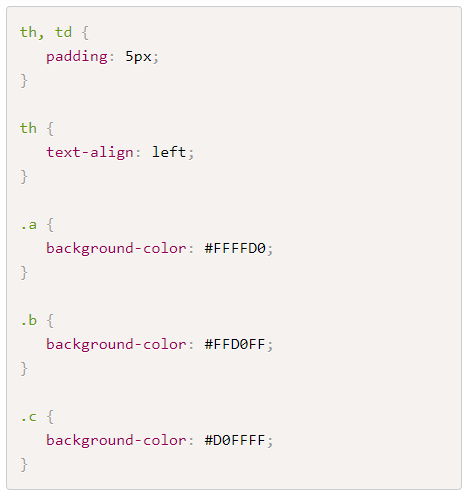 th, td {
   padding: 5px;
}

th {
   text-align: left;
}

.a {
   background-color: #FFFFD0;
}

.b {
   background-color: #FFD0FF;
}

.c {
   background-color: #D0FFFF;
}